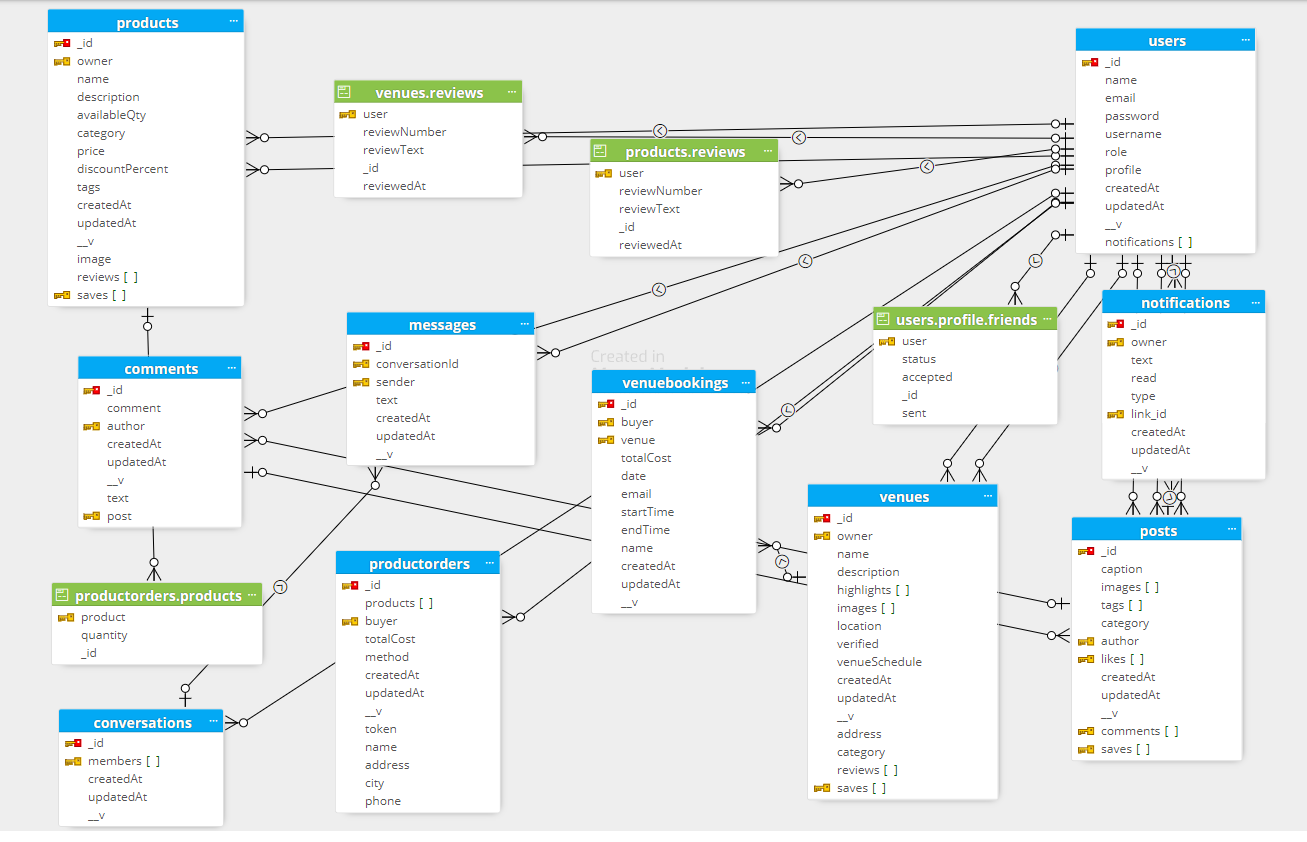 products ...
_id
owner
name
description
availableQty
category
price
discountPercent
tags
createdAt
updatedAt
__v
image
reviews [ ]
saves [ ]
venues.reviews ...
user
reviewNumber
reviewText
_id
reviewedAt
products.reviews ...
user
reviewNumber
reviewText
_id
reviewedAt
users ...
_id
name
email
password
username
role
profile
createdAt
updatedAt
__v
notifications [ ]
comments ...
_id
comment
author
createdAt
updatedAt
__v
text
post
messages ...
_id
conversationId
sender
text
createdAt
updatedAt
__v
Created in
venuebookings ...
_id
buyer
venue
totalCost
date
email
startTime
endTime
name
createdAt
updatedAt
__v
users.profile.friends ...
user
status
accepted
_id
sent
notifications ...
_id
owner
text
read
type
link_id
createdAt
updatedAt
__v
productorders.products ...
product
quantity
_id
productorders ...
_id
products [ ]
buyer
totalCost
method
createdAt
updatedAt
__v
token
name
address
city
phone
venues ...
_id
owner
name
description
highlights [ ]
images [ ]
location
verified
venueSchedule
createdAt
updatedAt
__v
address
category
reviews [ ]
saves [ ]
posts ...
_id
caption
images [ ]
tags [ ]
category
author
likes [ ]
createdAt
updatedAt
__v
comments [ ]
saves [ ]
conversations ...
_id
members [ ]
createdAt
updatedAt
__v